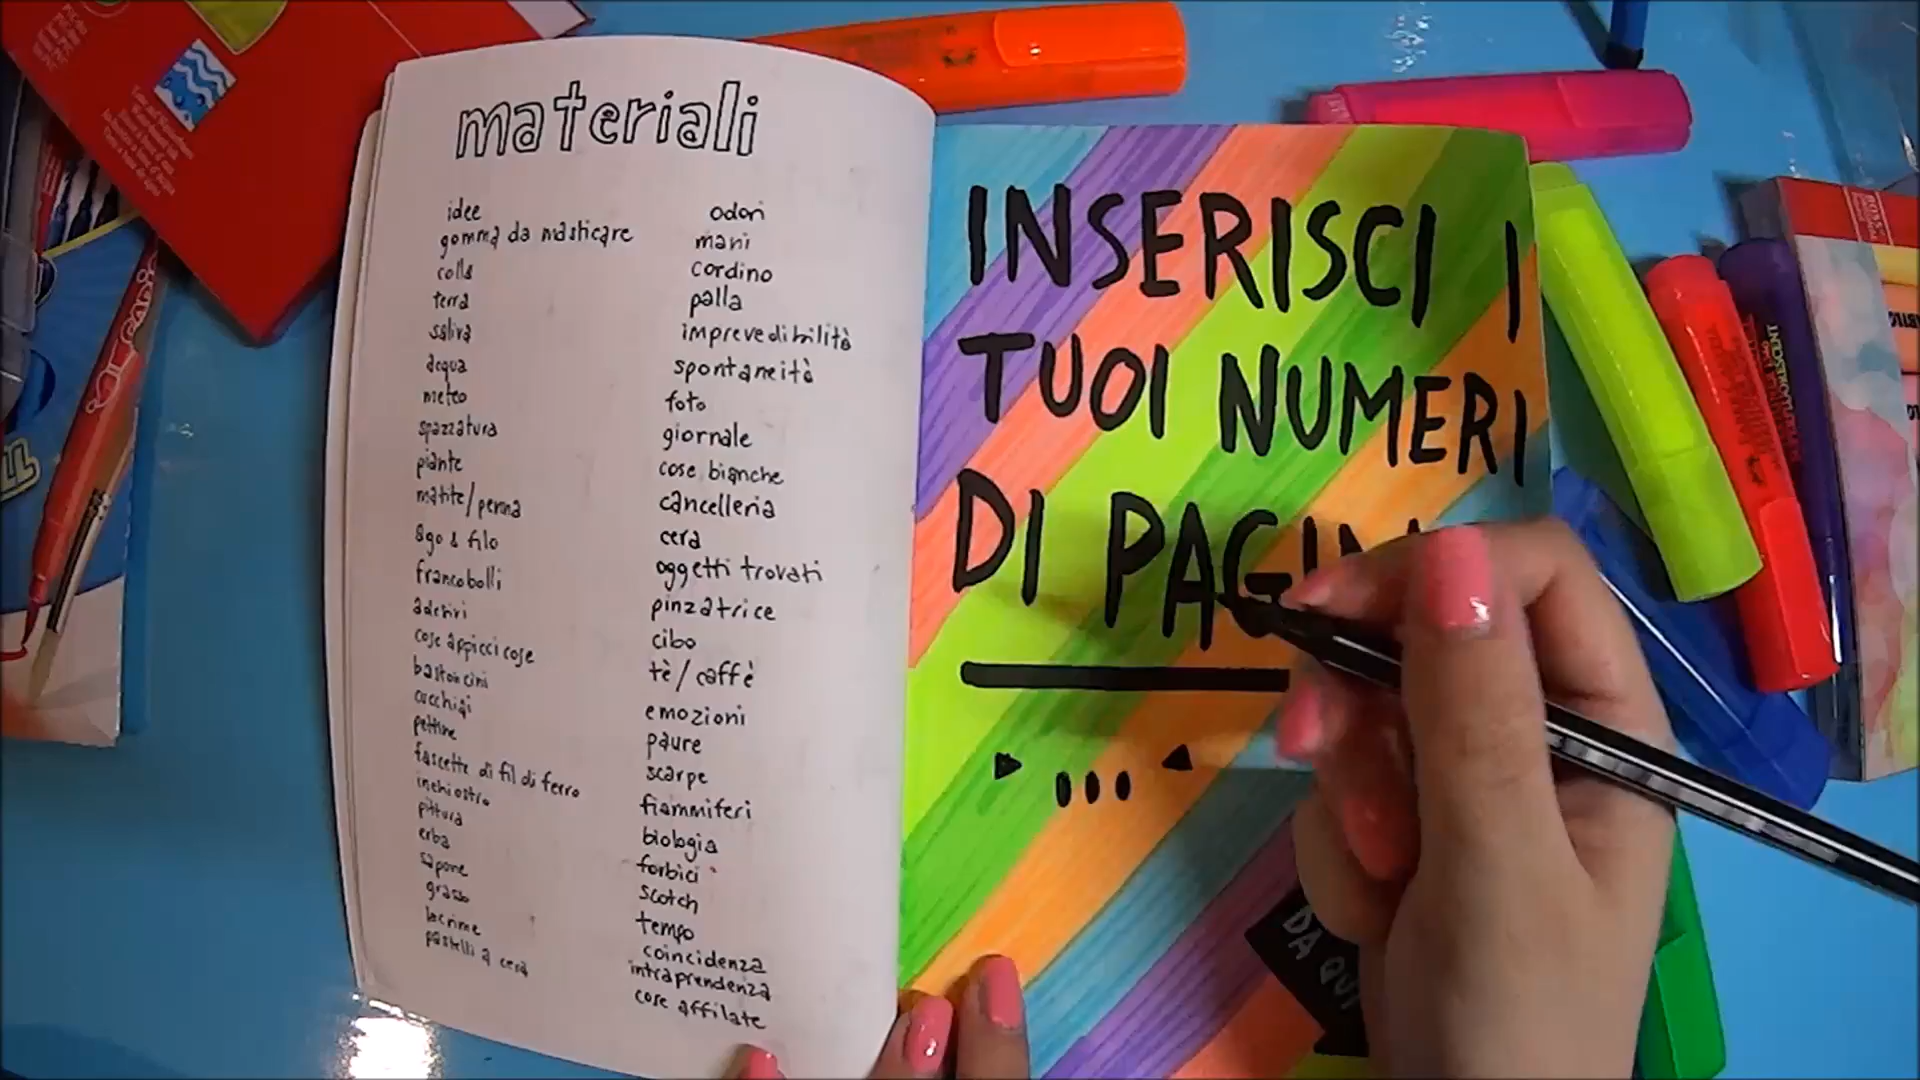 materiali
idee
gomma da masticare
colla
terra
saliva
acqua
meteo
spazzatura
piante
matite/penna
ago & filo
francobolli
adesivi
cose appiccicose
bastoncini
cucchiai
pettine
fascette di fil di ferro
inchiostro
pittura
erba
sapone
grasso
lacrime
pastelli a cera
odori
mani
cordino
palla
imprevedibilità
spontaneità
foto
giornale
cose bianche
cancelleria
cera
oggetti trovati
pinzatrice
cibo
tè/caffè
emozioni
paure
scarpe
fiammiferi
biologia
forbici
scotch
tempo
coincidenza
intraprendenza
cose affilate
INSERISCI I
TUOI NUMERI
DI PAGIN
DA QUI